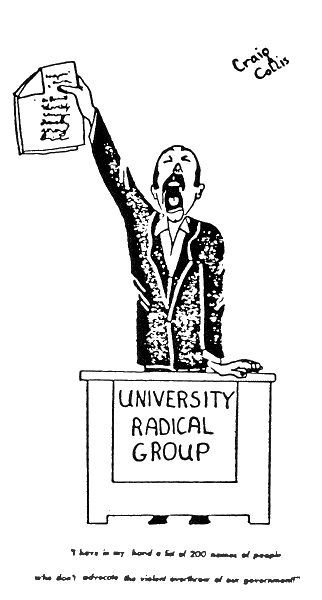 Craig
Collis
UNIVERSITY
RADICAL
GROUP
"I have in my hand a list of 200 names of people
who don't advocate the violent overthrow of our government!"